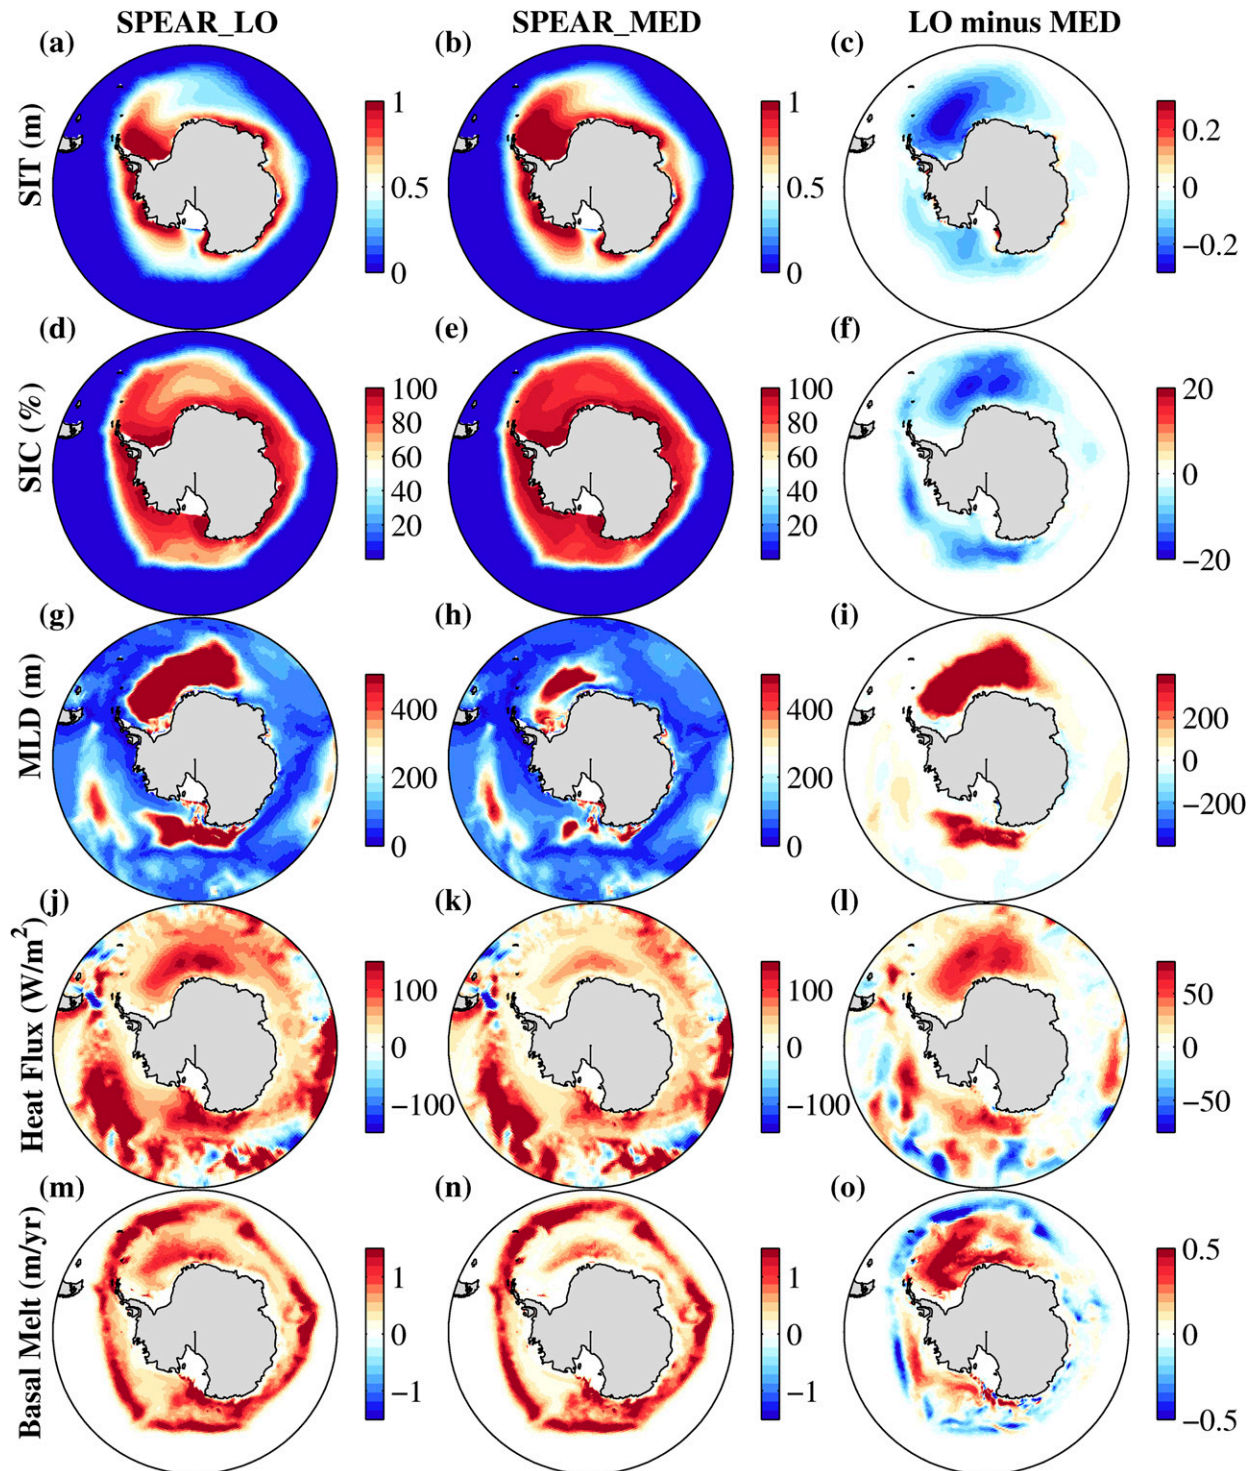 SPEAR_LO SPEAR_MED LO minus MED
(a) (b) (c)
SIT (m)
1 1 0.2
0.5 0.5 0
0 0 −0.2
(d) (e) (f)
SIC (%)
100 100 20
80 80
60 60 0
40 40
20 20 −20
(g) (h) (i)
MLD (m)
400 400 200
200 200 0
0 0 −200
(j) (k) (l)
Heat Flux (W/m²)
100 100 50
0 0 0
−100 −100 −50
(m) (n) (o)
Basal Melt (m/yr)
1 1 0.5
0 0 0
−1 −1 −0.5